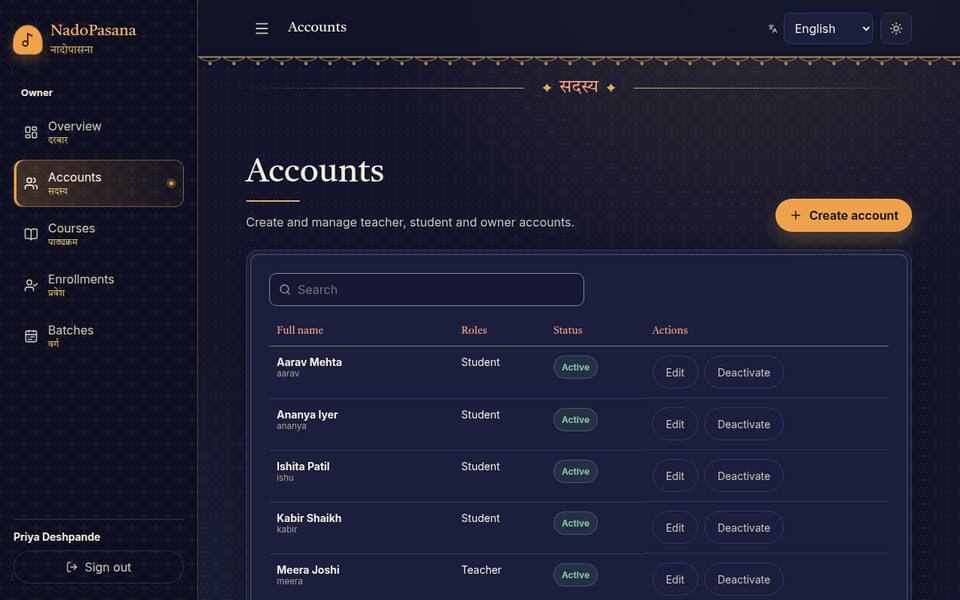 NadoPasana
नादोपासना
Owner
Overview
दरबार
Accounts
सदस्य
Courses
पाठ्यक्रम
Enrollments
प्रवेश
Batches
वर्ग
Priya Deshpande
Sign out
Accounts
English
सदस्य
Accounts
Create and manage teacher, student and owner accounts.
Create account
Search
Full name Roles Status Actions
Aarav Mehta Student Active Edit Deactivate
aarav
Ananya Iyer Student Active Edit Deactivate
ananya
Ishita Patil Student Active Edit Deactivate
ishu
Kabir Shaikh Student Active Edit Deactivate
kabir
Meera Joshi Teacher Active Edit Deactivate
meera